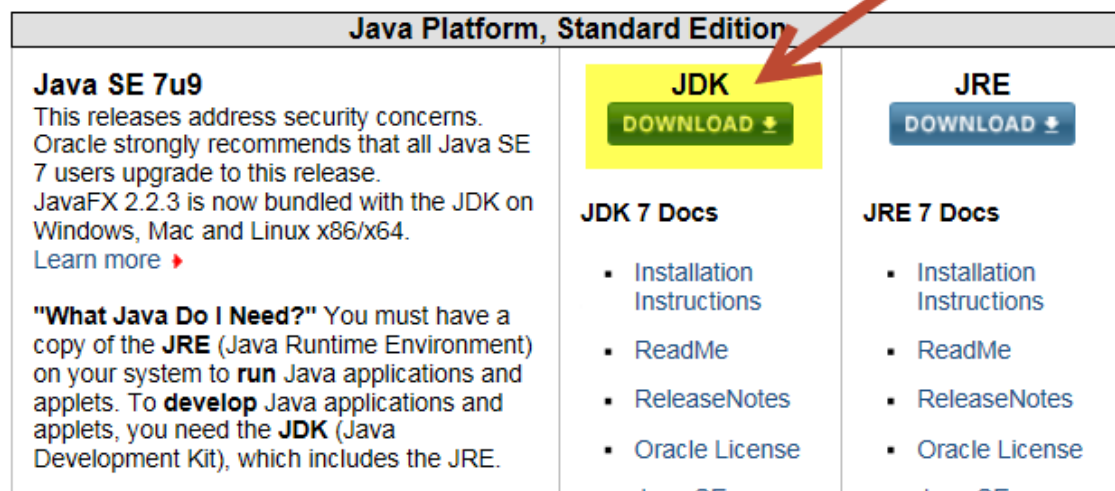 Java Platform, Standard Edition
Java SE 7u9
This releases address security concerns.
Oracle strongly recommends that all Java SE
7 users upgrade to this release.
JavaFX 2.2.3 is now bundled with the JDK on
Windows, Mac and Linux x86/x64.
Learn more
"What Java Do I Need?" You must have a
copy of the JRE (Java Runtime Environment)
on your system to run Java applications and
applets. To develop Java applications and
applets, you need the JDK (Java
Development Kit), which includes the JRE.
JDK
DOWNLOAD
JDK 7 Docs
Installation
Instructions
ReadMe
ReleaseNotes
Oracle License
JRE
DOWNLOAD
JRE 7 Docs
Installation
Instructions
ReadMe
ReleaseNotes
Oracle License